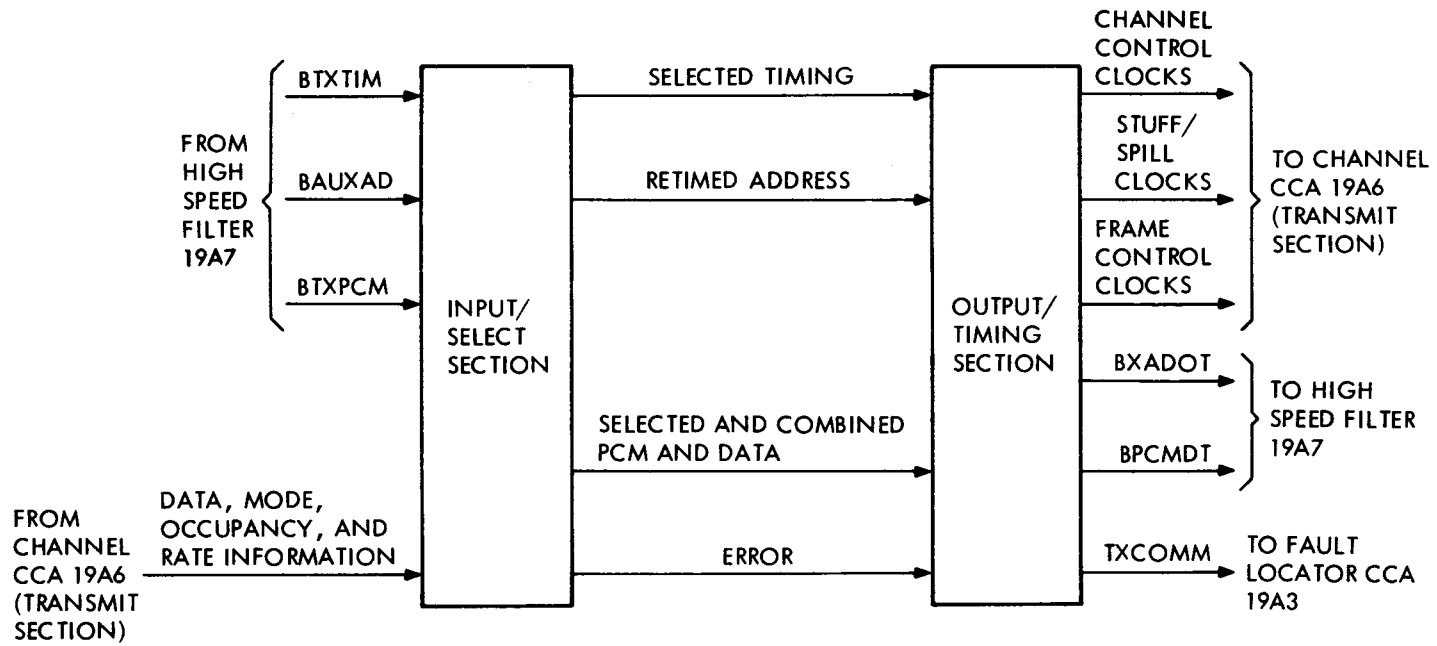 FROM
HIGH
SPEED
FILTER
19A7
BTXTIM
BAUXAD
BTXPCM
FROM
CHANNEL
CCA 19A6
(TRANSMIT
SECTION)
DATA, MODE,
OCCUPANCY, AND
RATE INFORMATION
INPUT/
SELECT
SECTION
SELECTED TIMING
RETIMED ADDRESS
SELECTED AND COMBINED
PCM AND DATA
ERROR
OUTPUT/
TIMING
SECTION
CHANNEL
CONTROL
CLOCKS
STUFF/
SPILL
CLOCKS
FRAME
CONTROL
CLOCKS
TO CHANNEL
CCA 19A6
(TRANSMIT
SECTION)
BXADOT
BPCMDT
TO HIGH
SPEED FILTER
19A7
TXCOMM
TO FAULT
LOCATOR CCA
19A3